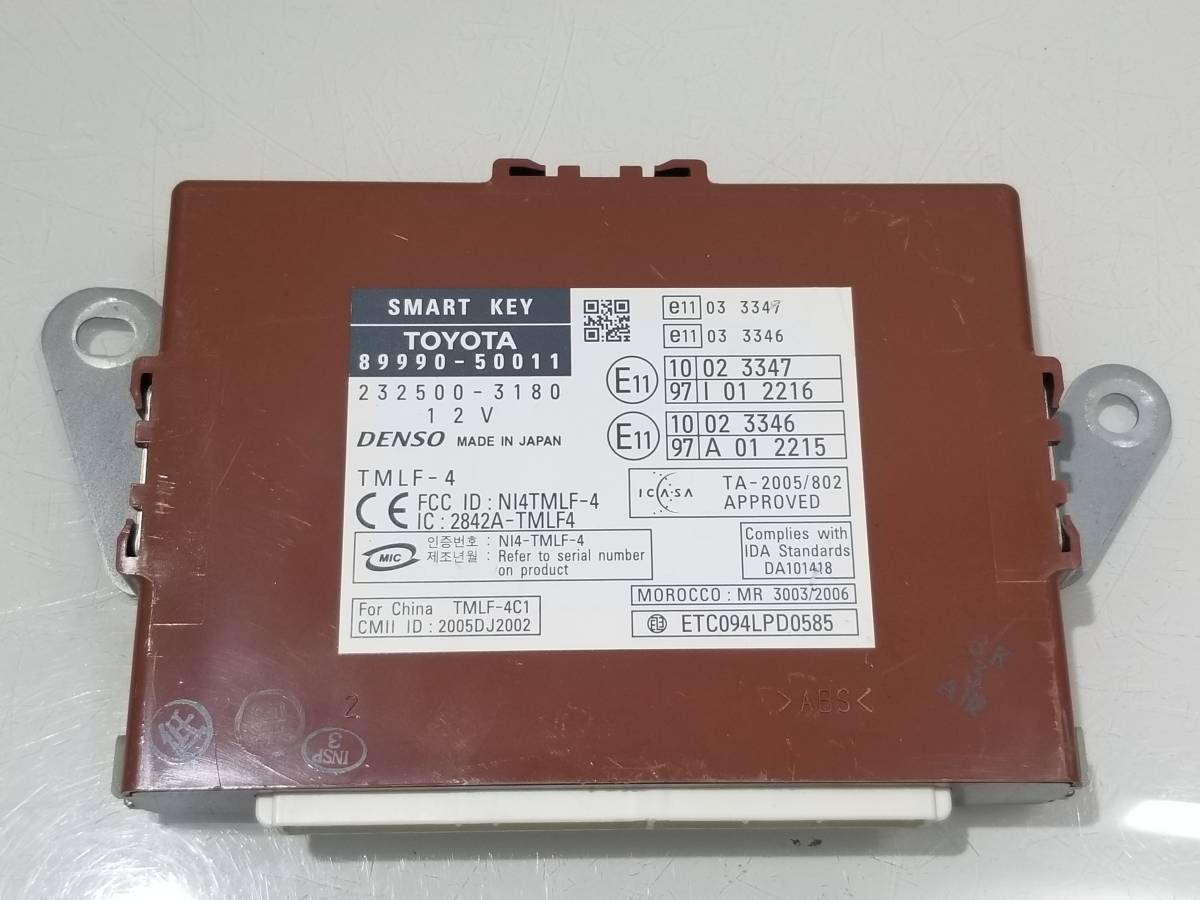 SMART KEY
TOYOTA
89990-50011
232500-3180
12V
DENSO MADE IN JAPAN
TMLF-4
CE FCC ID : NI4TMLF-4
IC : 2842A-TMLF4
MIC 인증번호 : NI4-TMLF-4
제조년월 : Refer to serial number
on product
For China TMLF-4C1
CMII ID : 2005DJ2002
e11 03 3347
e11 03 3346
E11 10 02 3347
97 I 01 2216
E11 10 02 3346
97 A 01 2215
ICASA TA-2005/802
APPROVED
Complies with
IDA Standards
DA101418
MOROCCO : MR 3003/2006
ETC094LPD0585
2
>ABS<
INSP
3